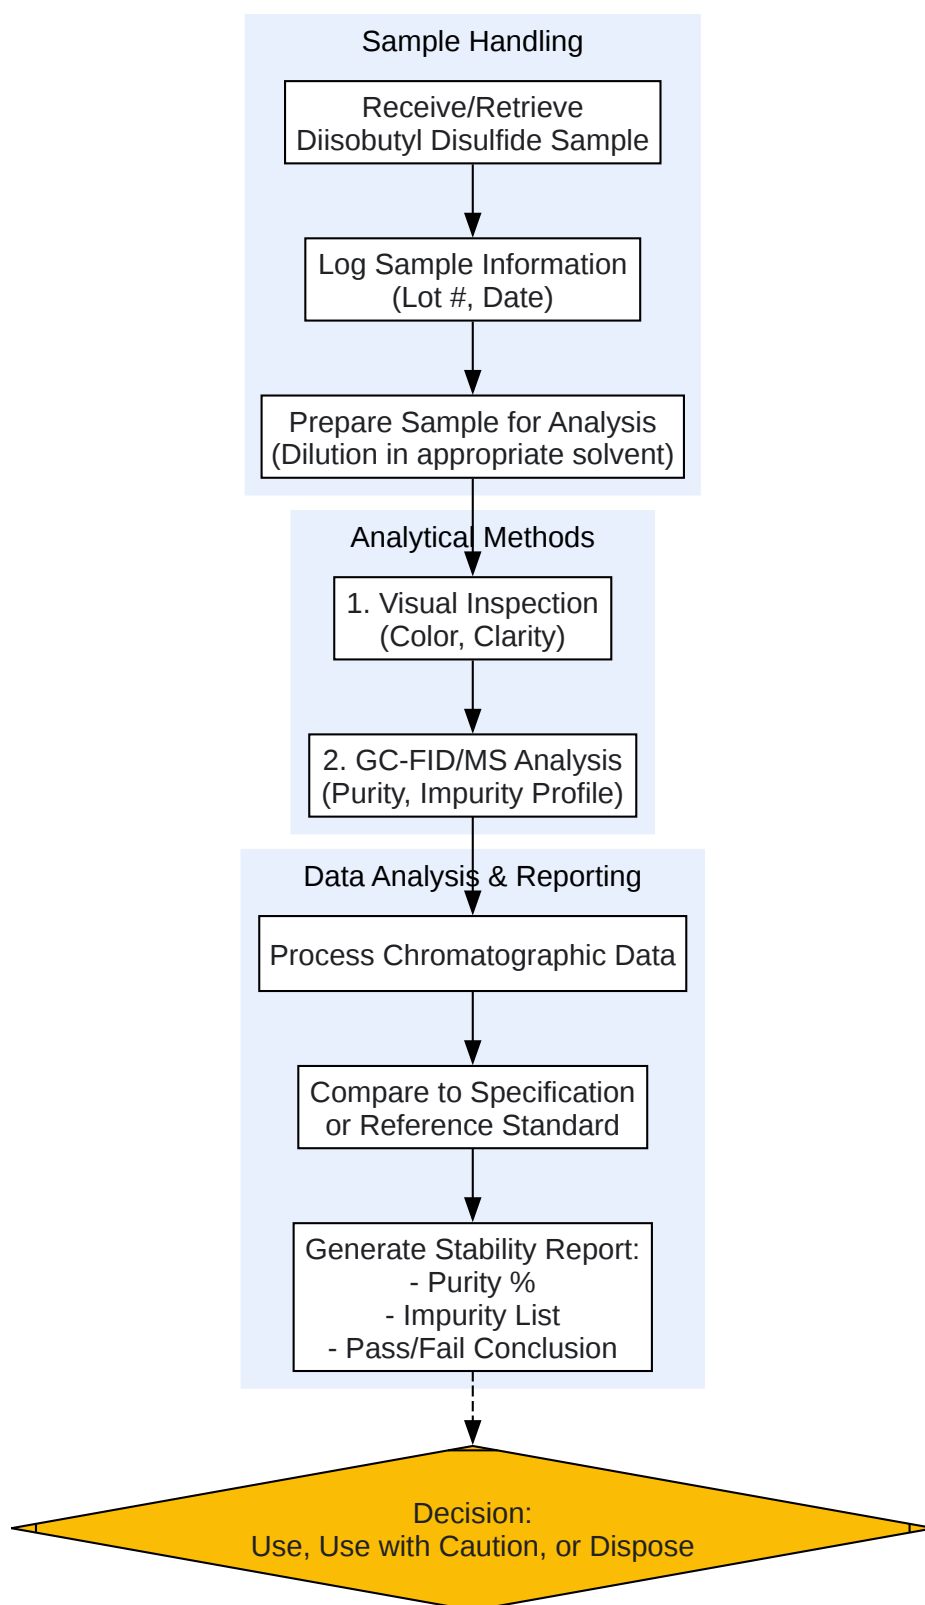 Sample Handling
Receive/Retrieve
Diisobutyl Disulfide Sample
Log Sample Information
(Lot #, Date)
Prepare Sample for Analysis
(Dilution in appropriate solvent)
Analytical Methods
1. Visual Inspection
(Color, Clarity)
2. GC-FID/MS Analysis
(Purity, Impurity Profile)
Data Analysis & Reporting
Process Chromatographic Data
Compare to Specification
or Reference Standard
Generate Stability Report:
- Purity %
- Impurity List
- Pass/Fail Conclusion
Decision:
Use, Use with Caution, or Dispose